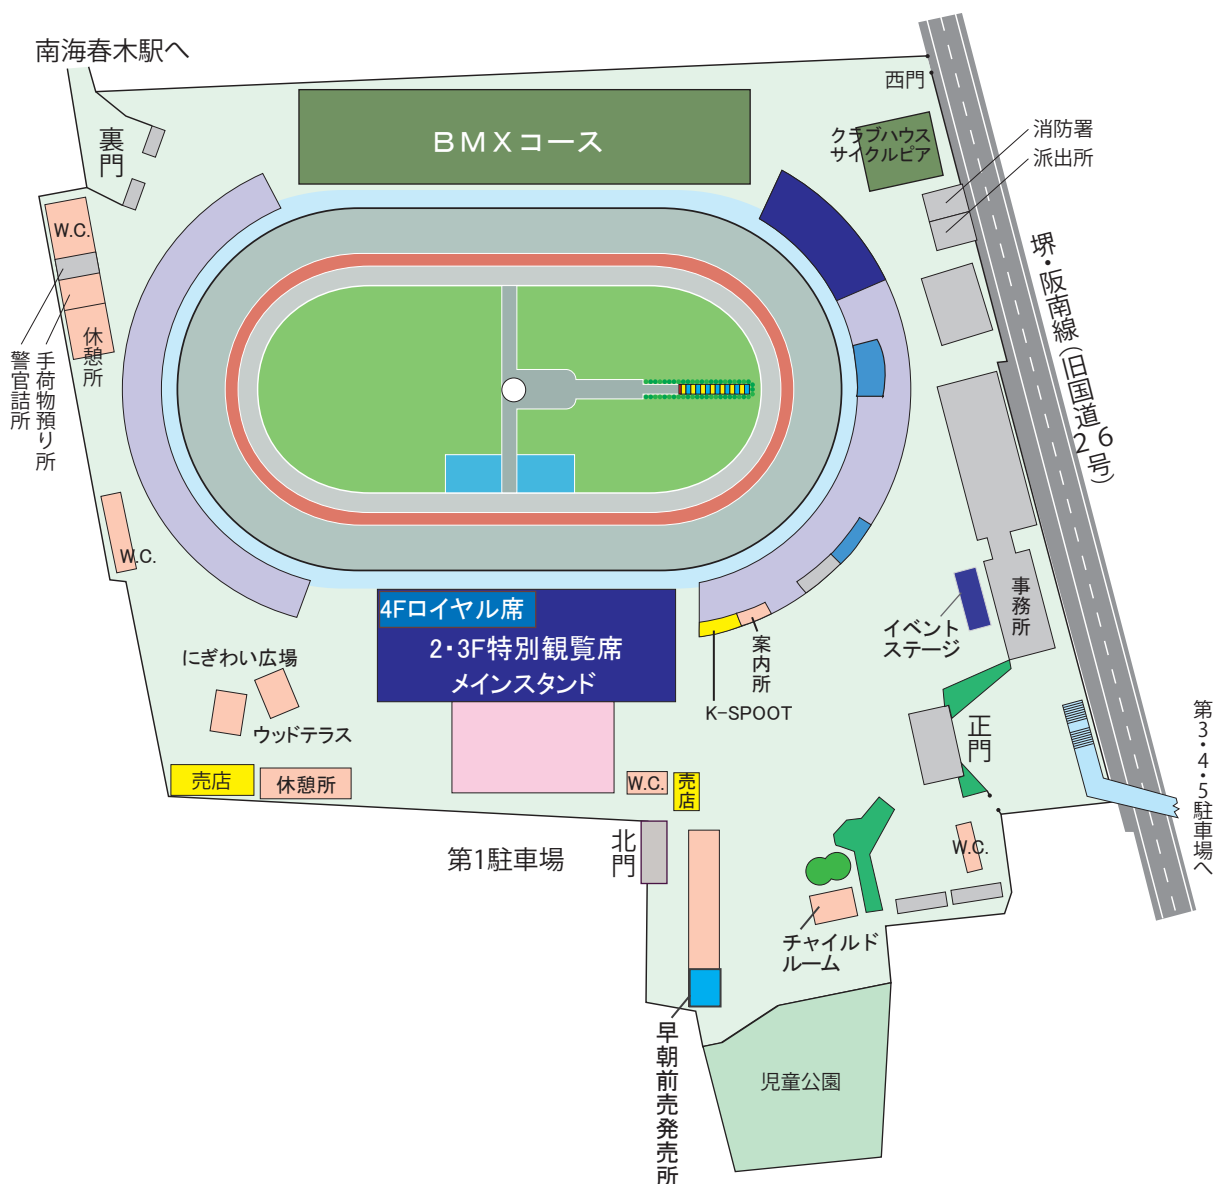 南海春木駅へ
裏門
西門
BMXコース
クラブハウス
サイクルピア
消防署
派出所
W.C.
警官詰所
手荷物預り所
休憩所
堺・阪南線(旧国道26号)
W.C.
4Fロイヤル席
2・3F特別観覧席
メインスタンド
案内所
K-SPOOT
イベント
ステージ
事務所
にぎわい広場
ウッドテラス
売店
休憩所
W.C.
売店
正門
第3・4・5駐車場へ
第1駐車場
北門
W.C.
チャイルド
ルーム
早朝前売発売所
児童公園